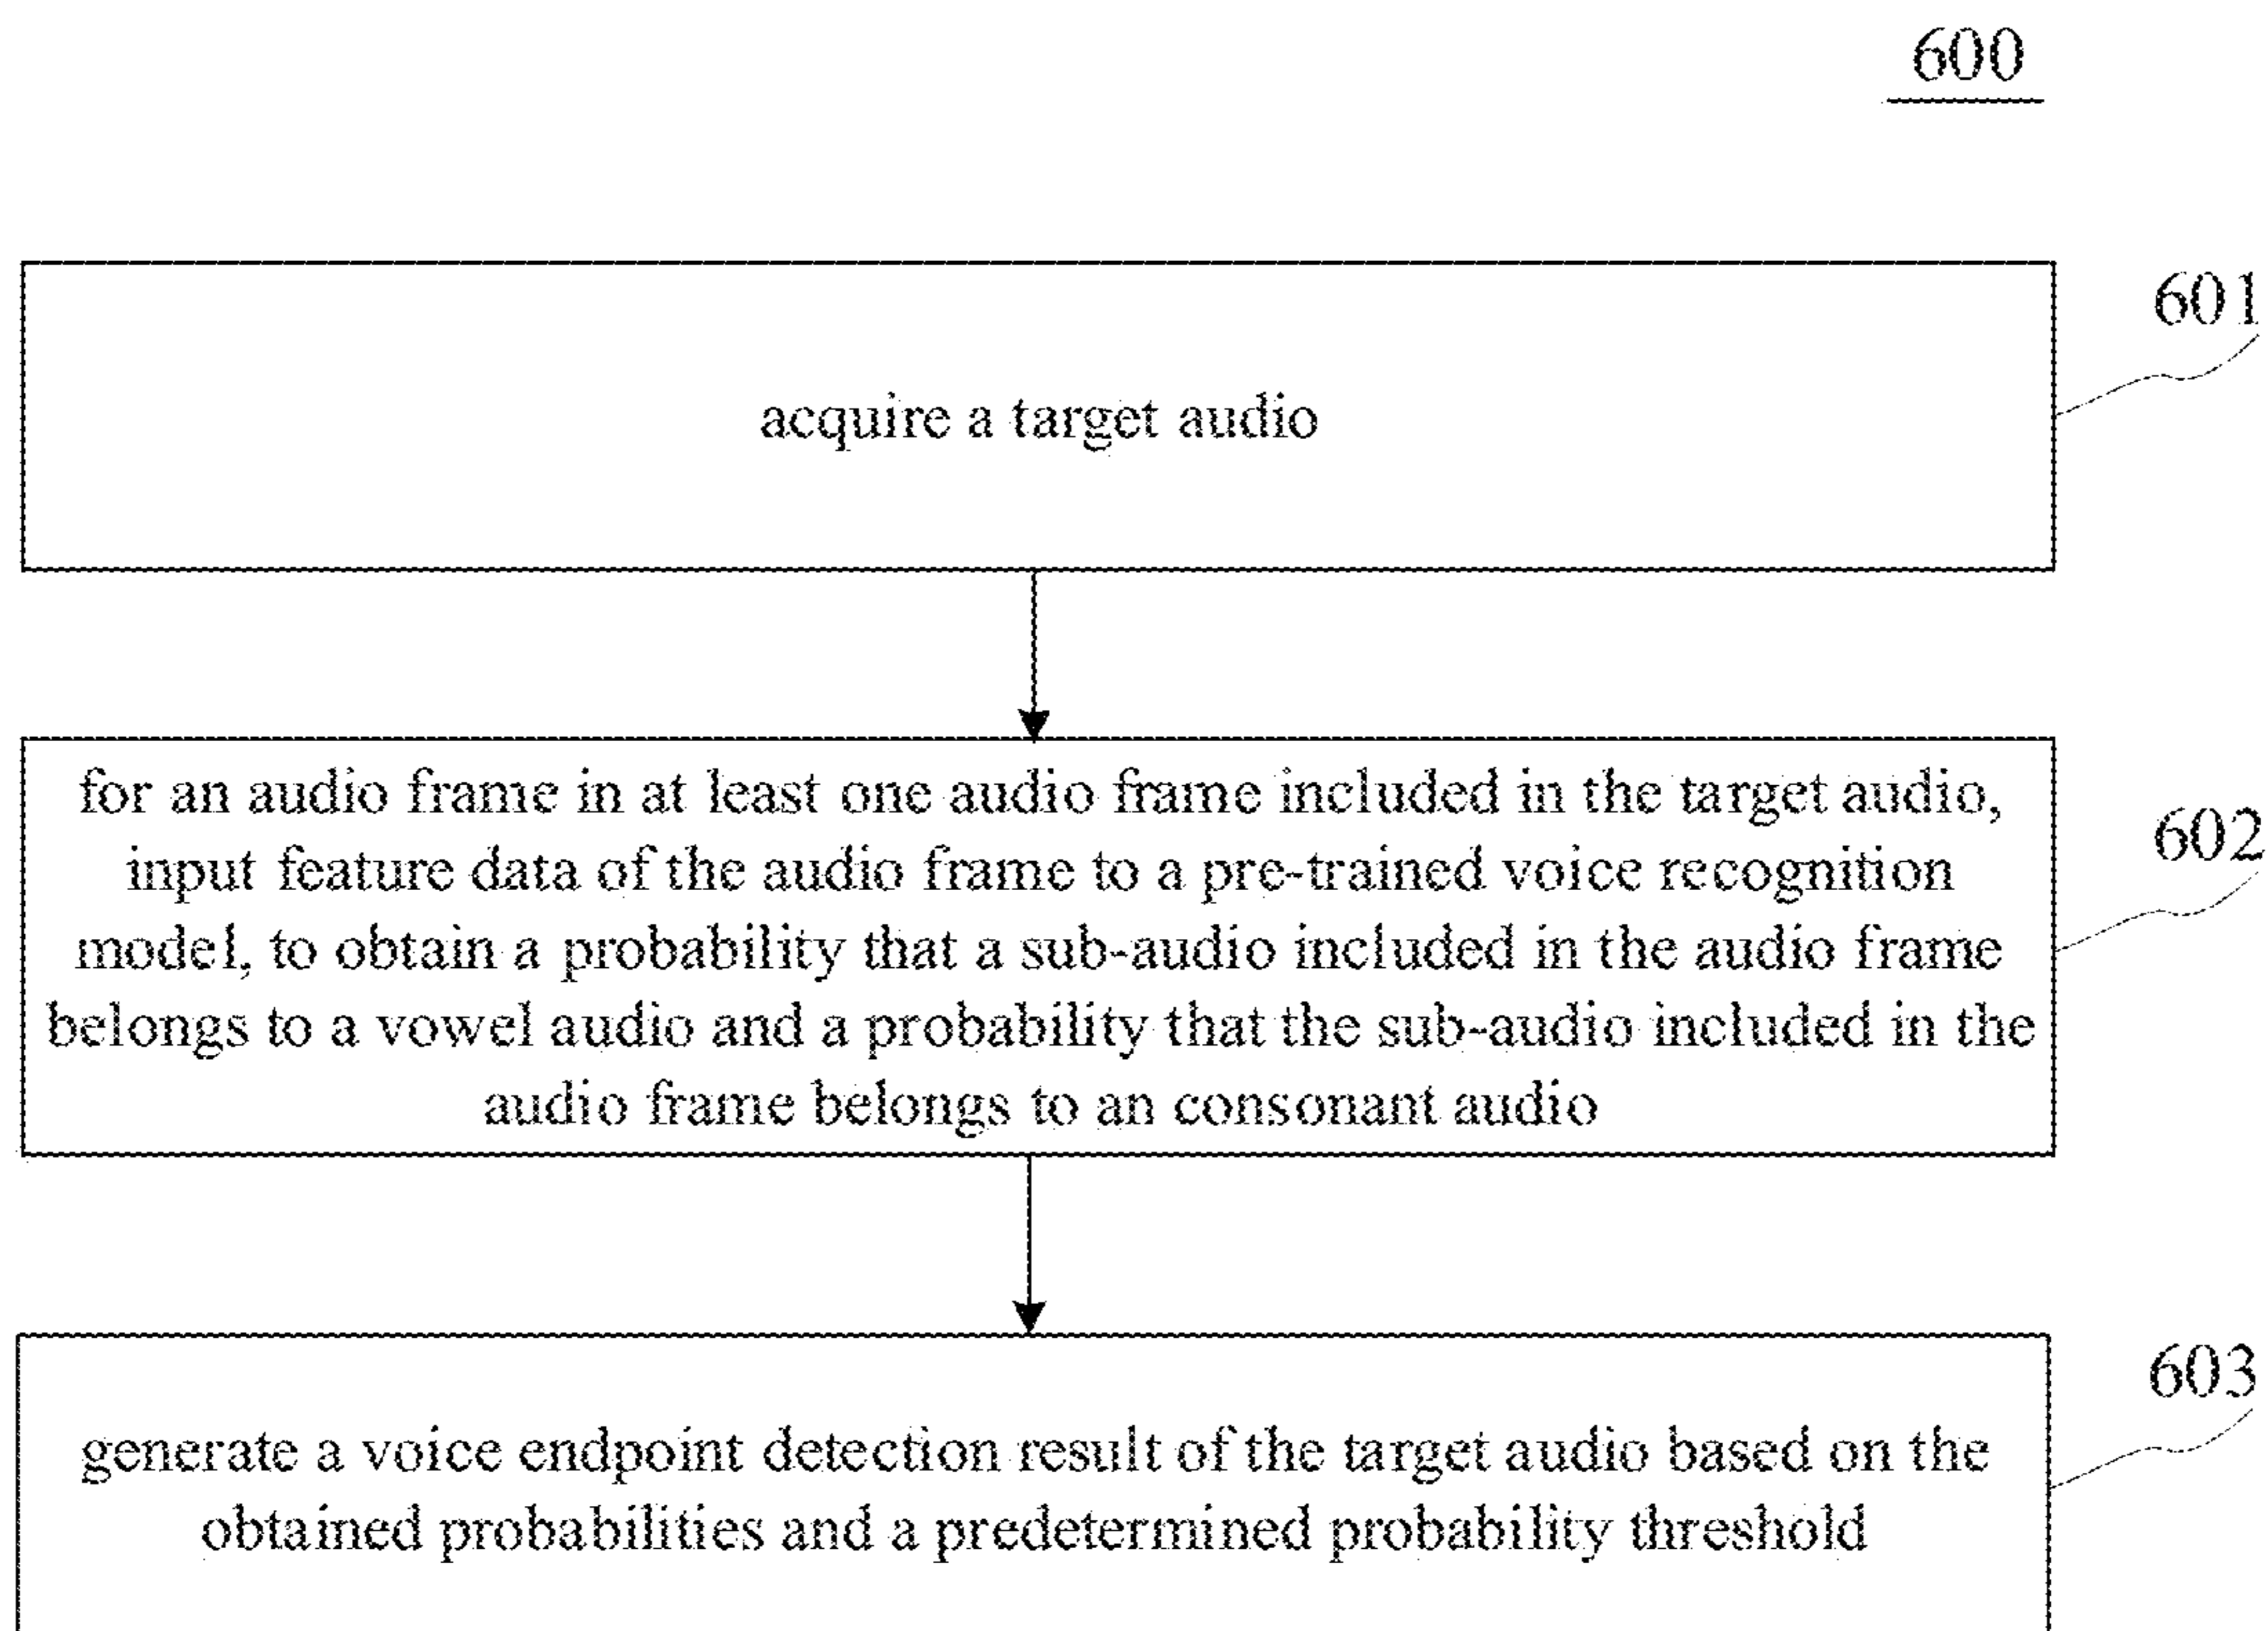 600
601
acquire a target audio
for an audio frame in at least one audio frame included in the target audio,
602
input feature data of the audio frame to a pre-trained voice recognition
model, to obtain a probability that a sub-audio included in the audio frame
belongs to a vowel audio and a probability that the sub-audio included in the
audio frame belongs to an consonant audio
603
generate a voice endpoint detection result of the target audio based on the
obtained probabilities and a predetermined probability threshold